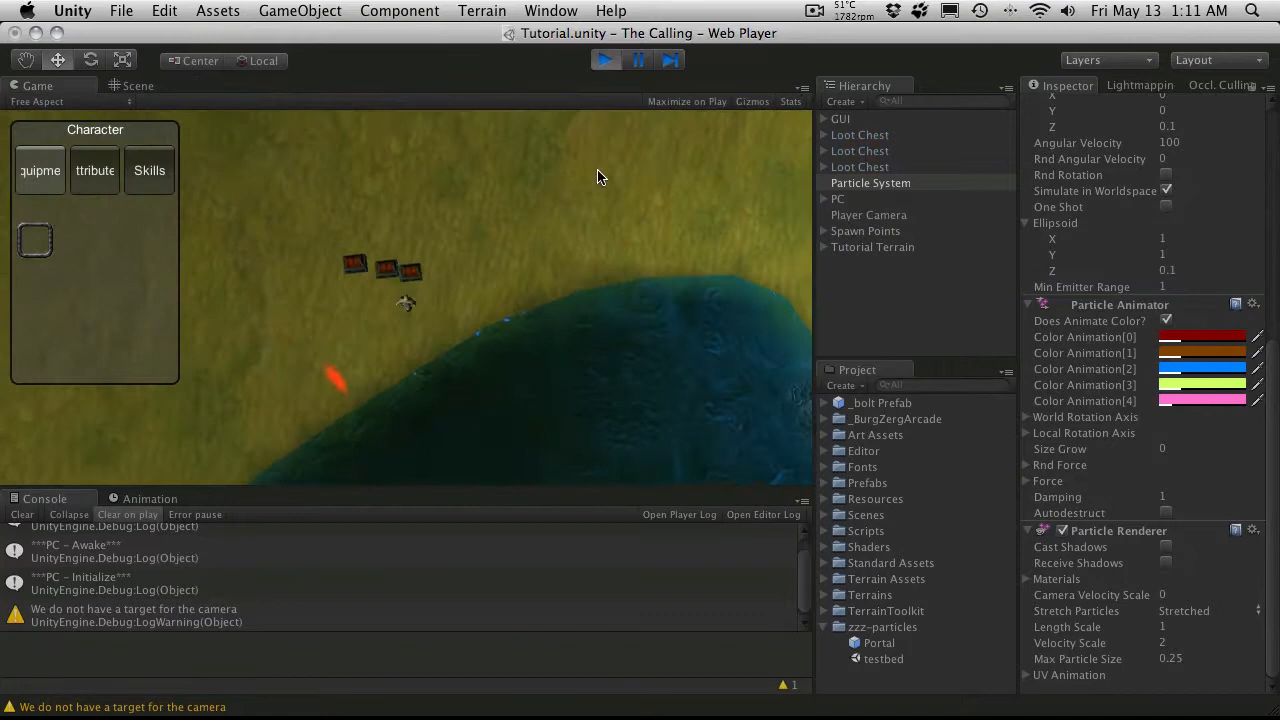 Unity File Edit Assets GameObject Component Terrain Window Help 51°C 1782rpm Fri May 13 1:11 AM
Tutorial.unity - The Calling - Web Player
Center Local Layers Layout
Game Scene
Free Aspect Maximize on Play Gizmos Stats
Character
quipme ttribute Skills
Console Animation
Clear Collapse Clear on play Error pause Open Player Log Open Editor Log
UnityEngine.Debug:Log(Object)
***PC - Awake***
UnityEngine.Debug:Log(Object)
***PC - Initialize***
UnityEngine.Debug:Log(Object)
We do not have a target for the camera
UnityEngine.Debug:LogWarning(Object)
1
We do not have a target for the camera
Hierarchy
Create All
GUI
Loot Chest
Loot Chest
Loot Chest
Particle System
PC
Player Camera
Spawn Points
Tutorial Terrain
Project
Create All
_bolt Prefab
_BurgZergArcade
Art Assets
Editor
Fonts
Prefabs
Resources
Scenes
Scripts
Shaders
Standard Assets
Terrain Assets
Terrains
TerrainToolkit
zzz-particles
Portal
testbed
Inspector Lightmappin Occl. Culling
X 0
Y 0
Z 0.1
Angular Velocity 100
Rnd Angular Velocity 0
Rnd Rotation
Simulate in Worldspace
One Shot
Ellipsoid
X 1
Y 1
Z 0.1
Min Emitter Range 1
Particle Animator
Does Animate Color?
Color Animation[0]
Color Animation[1]
Color Animation[2]
Color Animation[3]
Color Animation[4]
World Rotation Axis
Local Rotation Axis
Size Grow 0
Rnd Force
Force
Damping 1
Autodestruct
Particle Renderer
Cast Shadows
Receive Shadows
Materials
Camera Velocity Scale 0
Stretch Particles Stretched
Length Scale 1
Velocity Scale 2
Max Particle Size 0.25
UV Animation